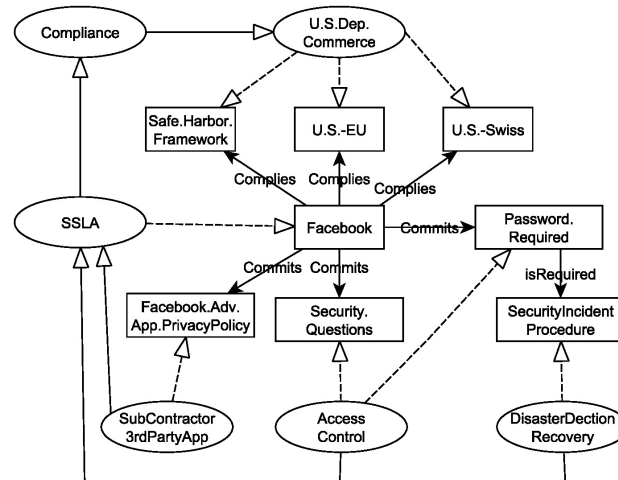 Compliance
U.S.Dep.
Commerce
Safe.Harbor.
Framework
U.S.-EU
U.S.-Swiss
Complies
Complies
Complies
SSLA
Facebook
Commits
Password.
Required
Commits
Commits
isRequired
Facebook.Adv.
App.PrivacyPolicy
Security.
Questions
SecurityIncident
Procedure
SubContractor
3rdPartyApp
Access
Control
DisasterDection
Recovery